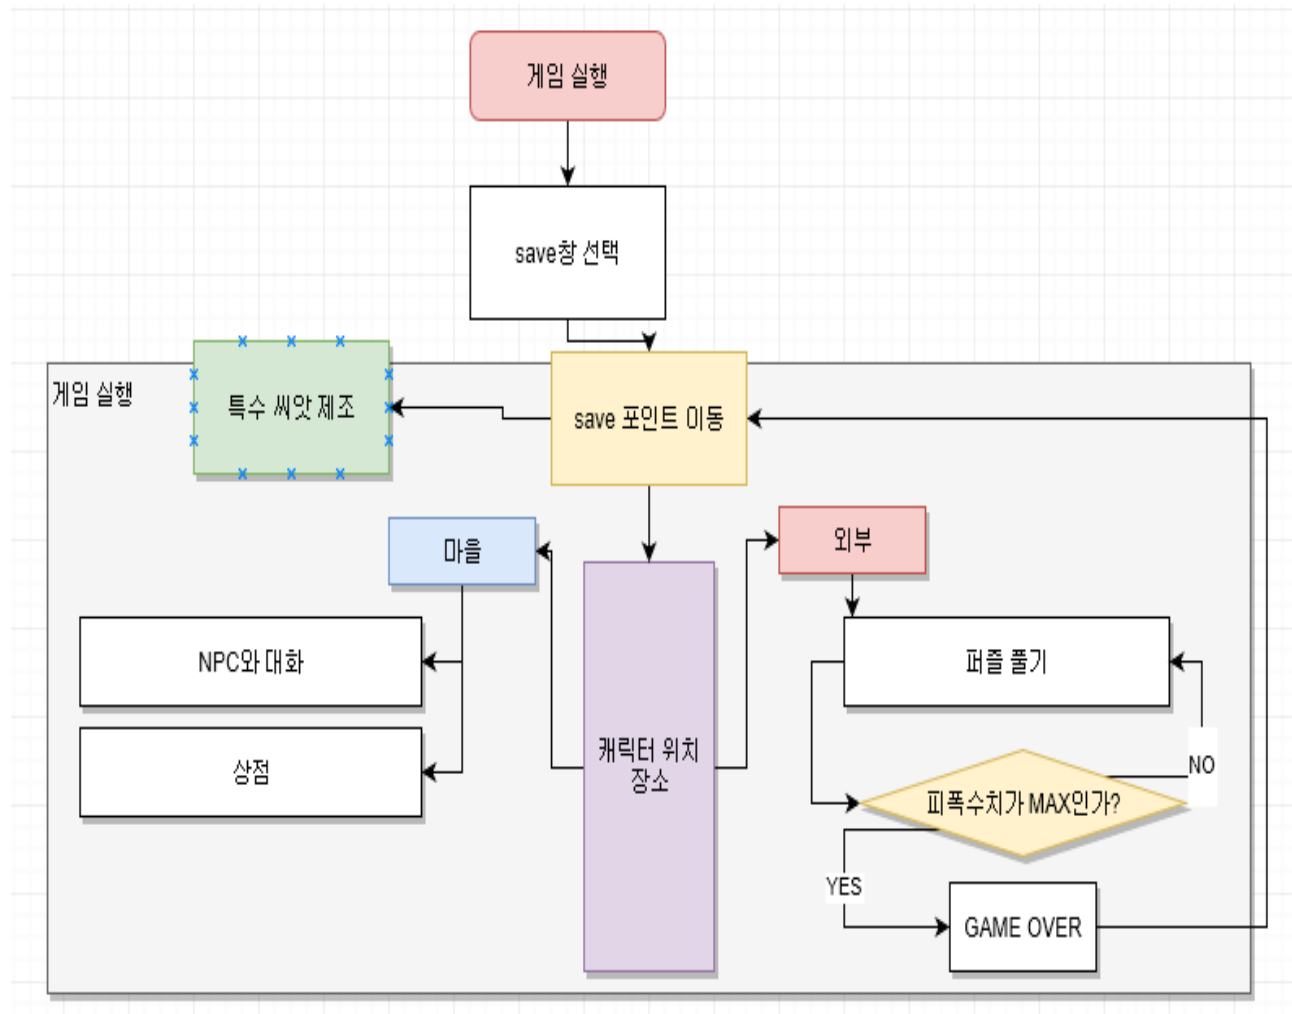 게임 실행
save창 선택
게임 실행
특수 씨앗 제조
save 포인트 이동
마을
외부
NPC와 대화
퍼즐 풀기
상점
캐릭터 위치
장소
NO
피폭수치가 MAX인가?
YES
GAME OVER